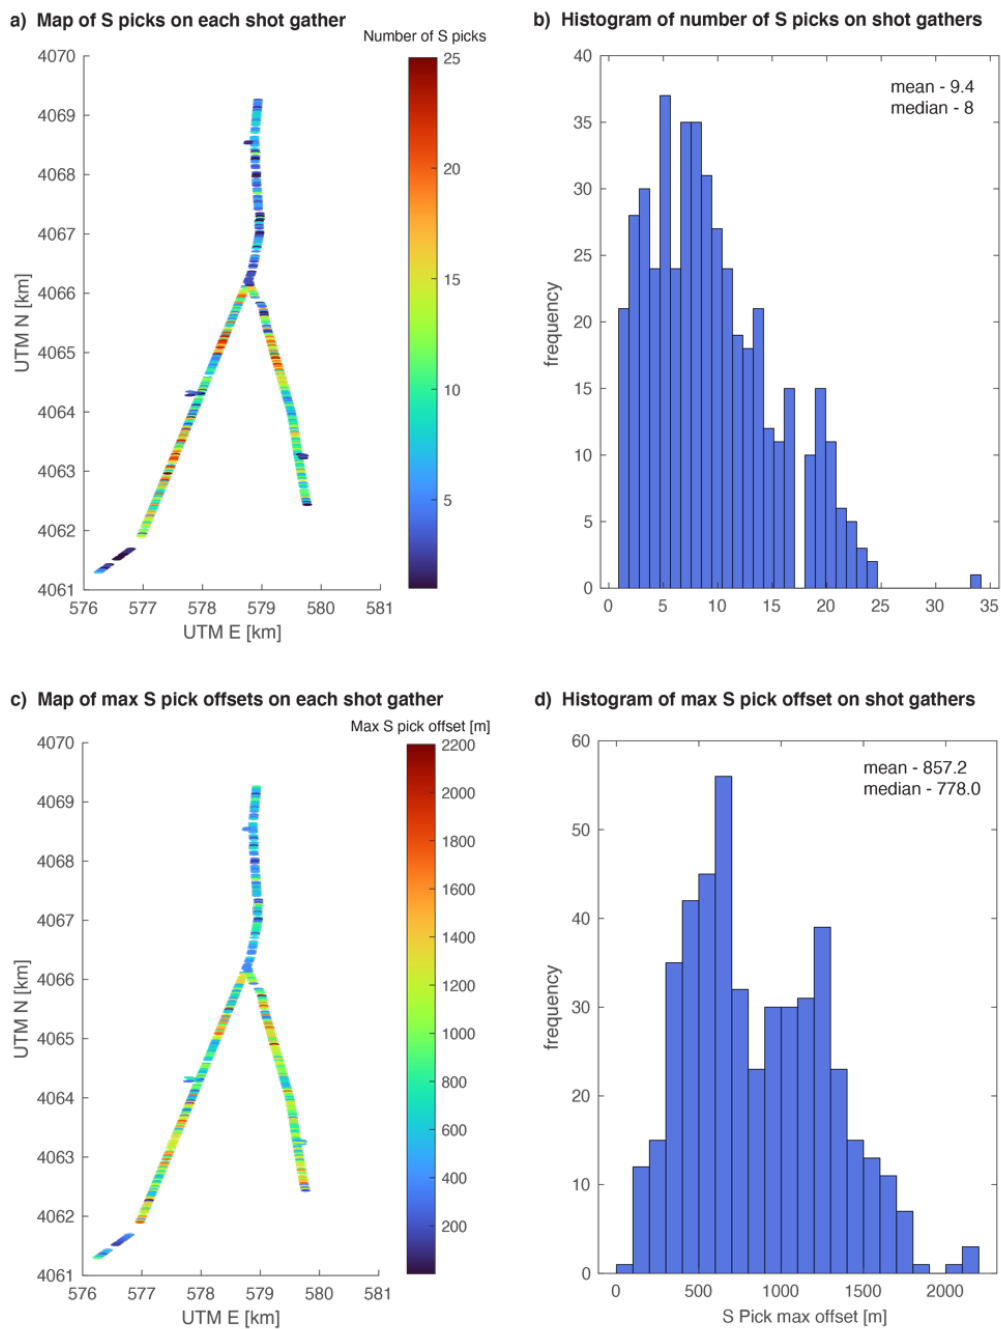 a) Map of S picks on each shot gather
Number of S picks
4070
4069
4068
4067
4066
4065
4064
4063
4062
4061
UTM N [km]
576 577 578 579 580 581
UTM E [km]
25
20
15
10
5
b) Histogram of number of S picks on shot gathers
mean - 9.4
median - 8
40
35
30
25
20
15
10
5
0
frequency
0 5 10 15 20 25 30 35
c) Map of max S pick offsets on each shot gather
Max S pick offset [m]
4070
4069
4068
4067
4066
4065
4064
4063
4062
4061
UTM N [km]
576 577 578 579 580 581
UTM E [km]
2200
2000
1800
1600
1400
1200
1000
800
600
400
200
d) Histogram of max S Pick offset on shot gathers
mean - 857.2
median - 778.0
60
50
40
30
20
10
0
frequency
0 500 1000 1500 2000
S Pick max offset [m]